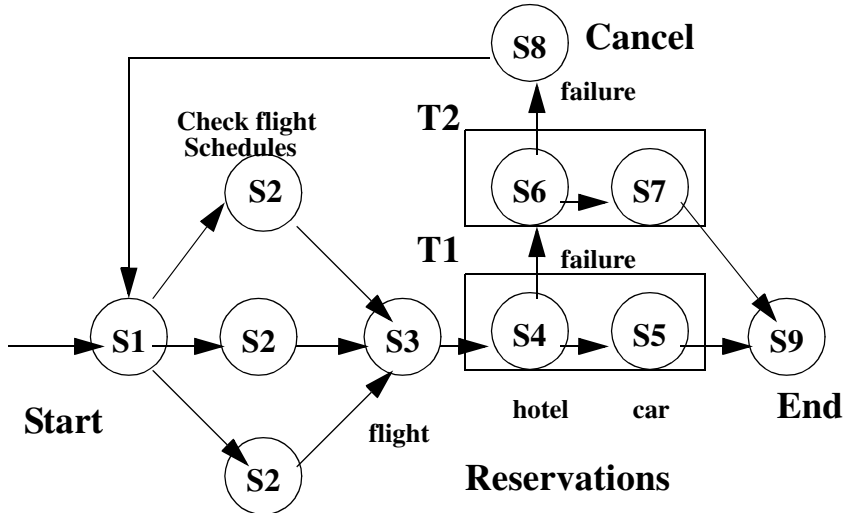 S8 Cancel
failure
T2
Check flight
Schedules
S2
S6 S7
T1
failure
S1 S2 S3 S4 S5 S9
Start
flight
hotel car
End
S2
Reservations